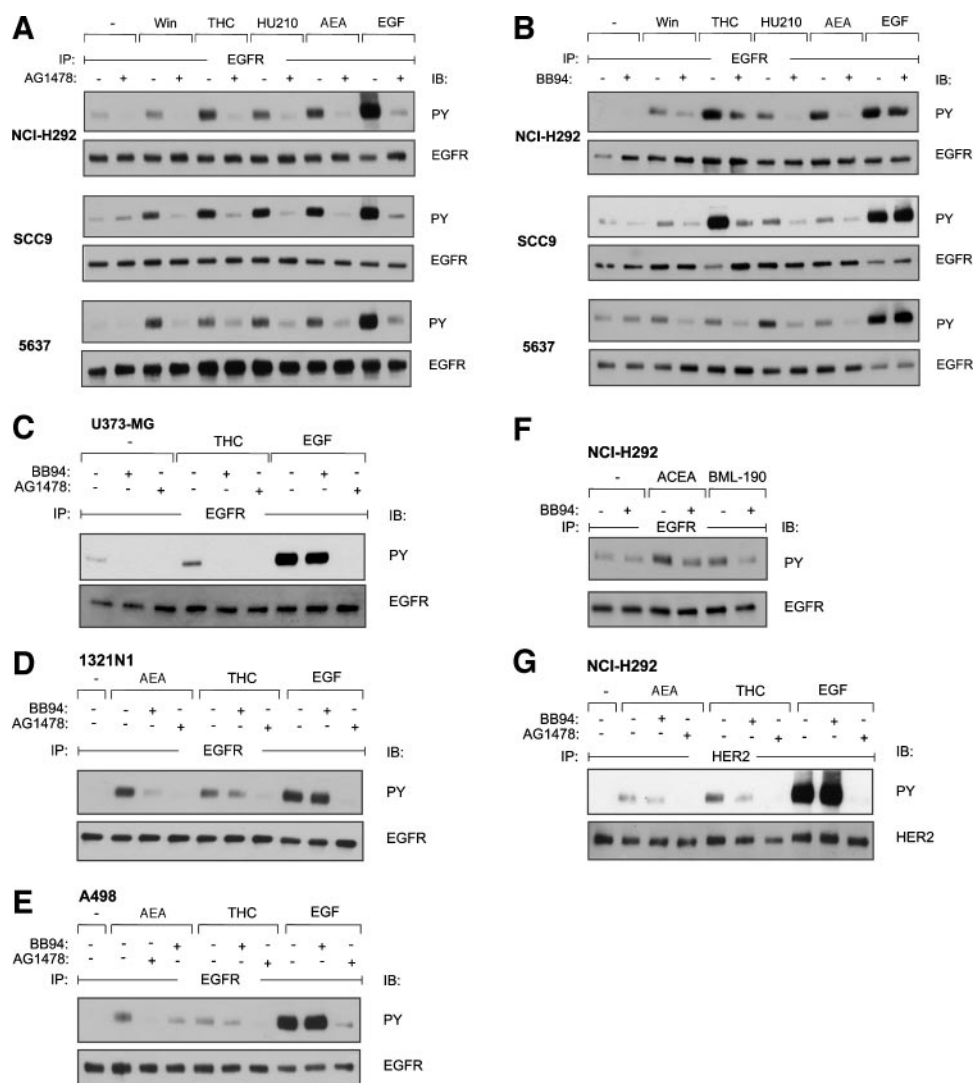 A
- Win THC HU210 AEA EGF
IP: EGFR
AG1478: - + - + - + - + - + - + IB:
NCI-H292
PY
EGFR
SCC9
PY
EGFR
5637
PY
EGFR
B
- Win THC HU210 AEA EGF
IP: EGFR
BB94: - + - + - + - + - + - + IB:
NCI-H292
PY
EGFR
SCC9
PY
EGFR
5637
PY
EGFR
C
U373-MG
- THC EGF
BB94: - + - - + - - + -
AG1478: - - + - - + - - +
IP: EGFR IB:
PY
EGFR
D
1321N1
- AEA THC EGF
BB94: - - + - - + - - + -
AG1478: - - - + - - + - - +
IP: EGFR IB:
PY
EGFR
E
A498
- AEA THC EGF
BB94: - - - + - + - - + -
AG1478: - - + - - - + - - +
IP: EGFR IB:
PY
EGFR
F
NCI-H292
- ACEA BML-190
BB94: - + - + - +
IP: EGFR IB:
PY
EGFR
G
NCI-H292
- AEA THC EGF
BB94: - - + - - + - - + -
AG1478: - - - + - - + - - +
IP: HER2 IB:
PY
HER2